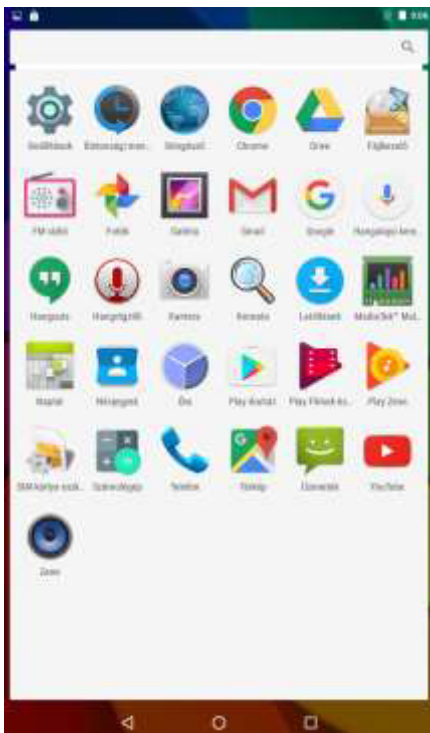 Beállítások Biztonsági men.. Böngésző Chrome Drive Fájlkezelő
FM rádió Fotók Galéria Gmail Google Hangalapú kere..
Hangouts Kamera Keresés Letöltések MediaTek™ Mul..
Naptár Névjegyek Óra Play Áruház Play Filmek és.. Play Zene
SIM-kártya eszk.. Számológép Telefon Térkép Üzenetek YouTube
Zene